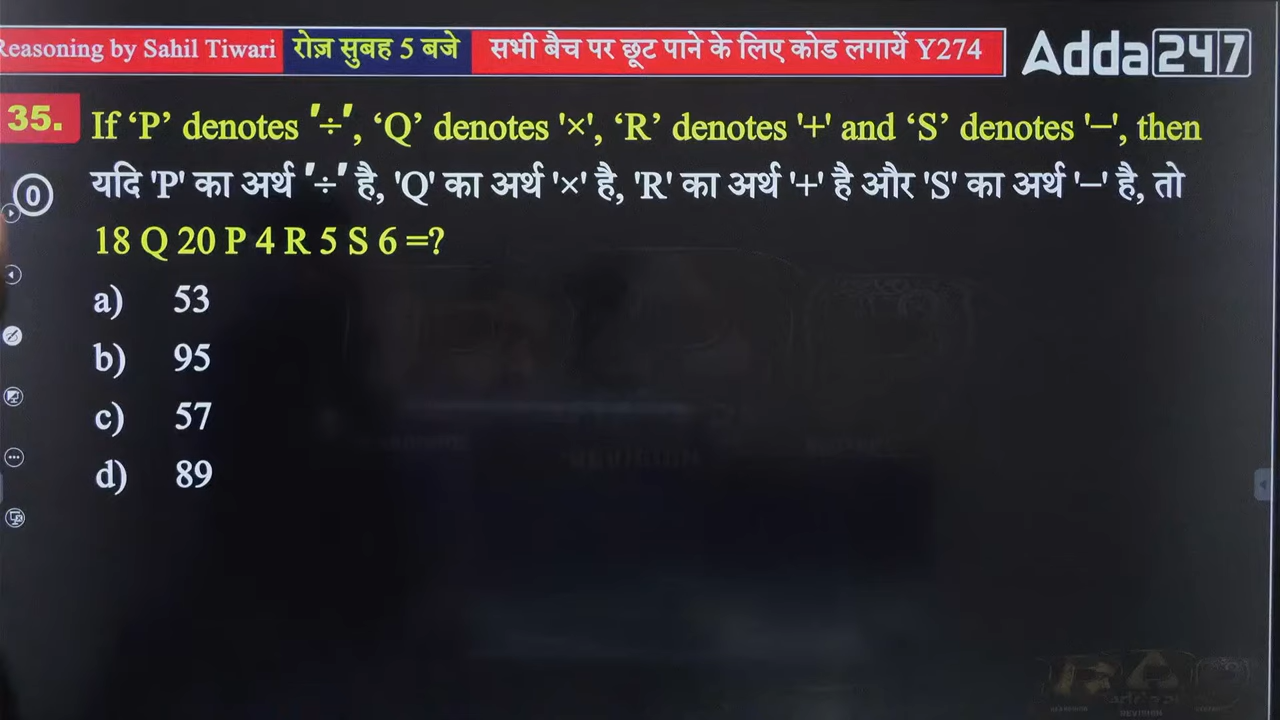 Reasoning by Sahil Tiwari रोज़ सुबह 5 बजे सभी बैच पर छूट पाने के लिए कोड लगायें Y274 Adda247
35. If ‘P’ denotes '÷', ‘Q’ denotes '×', ‘R’ denotes '+' and ‘S’ denotes '−', then
0 यदि 'P' का अर्थ '÷' है, 'Q' का अर्थ '×' है, 'R' का अर्थ '+' है और 'S' का अर्थ '−' है, तो
18 Q 20 P 4 R 5 S 6 =?
a) 53
b) 95
c) 57
d) 89